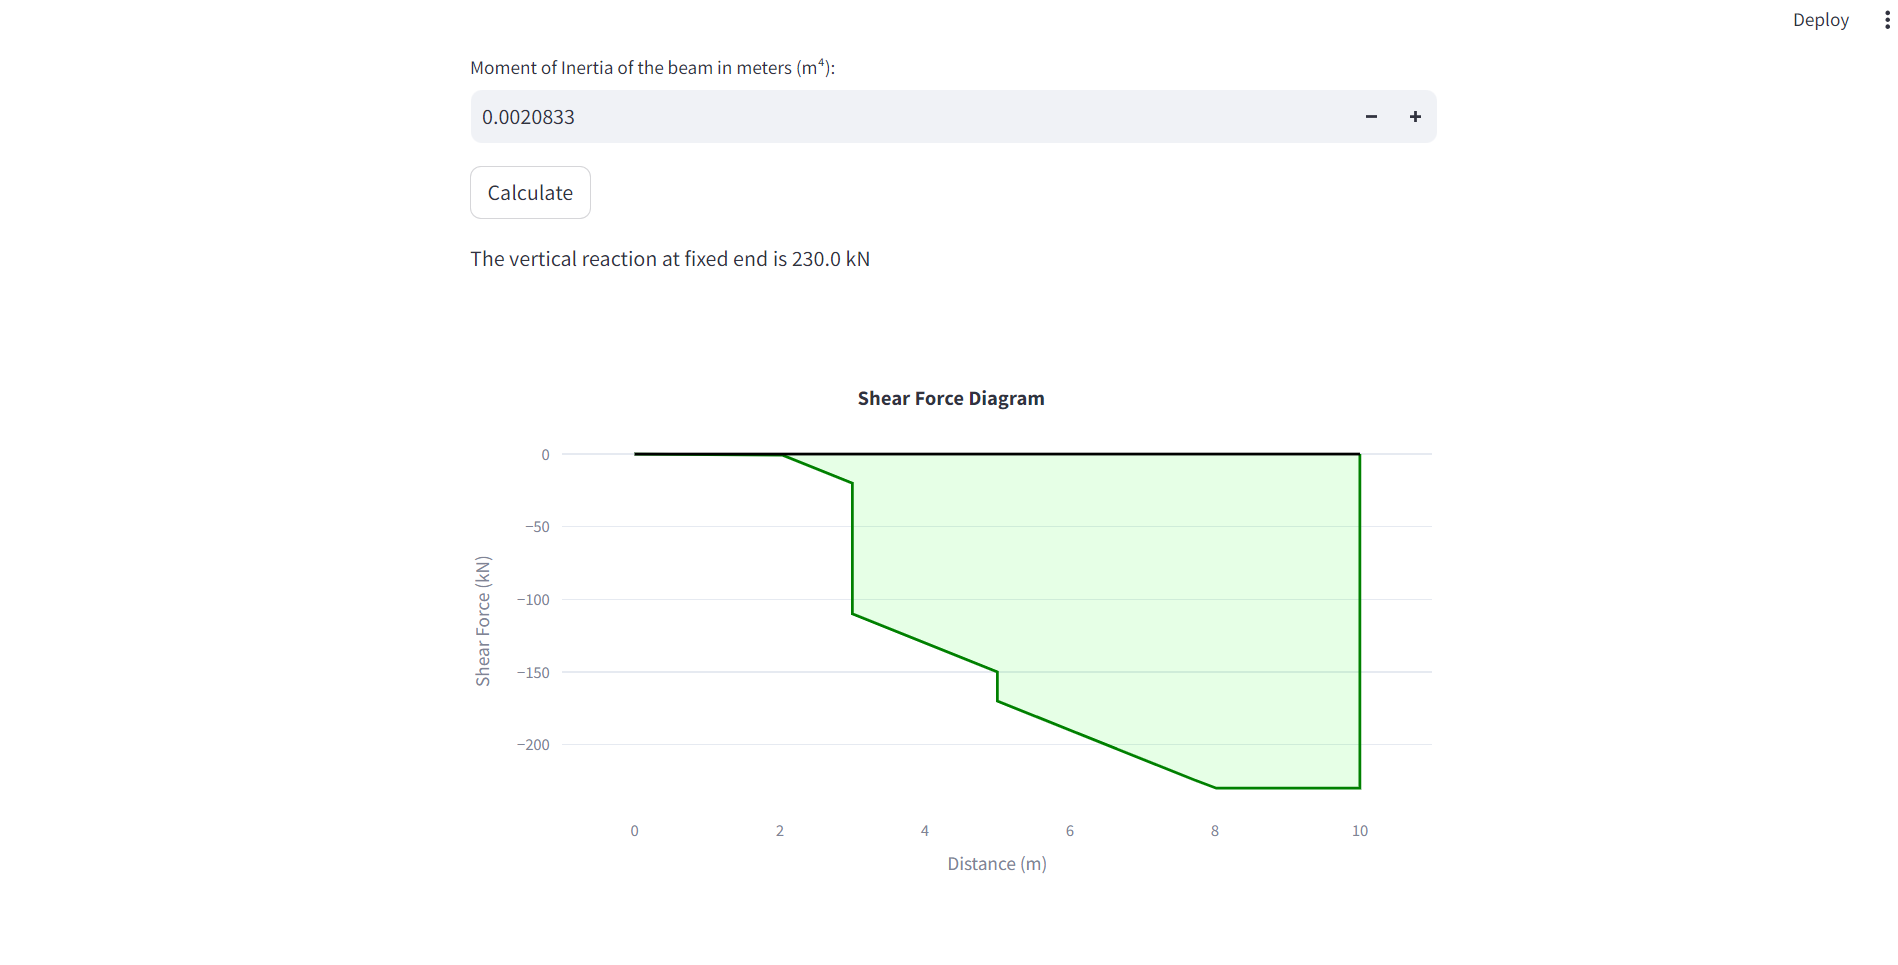 Deploy
Moment of Inertia of the beam in meters (m⁴):
0.0020833
Calculate
The vertical reaction at fixed end is 230.0 kN
Shear Force Diagram
0
−50
−100
−150
−200
Shear Force (kN)
0 2 4 6 8 10
Distance (m)